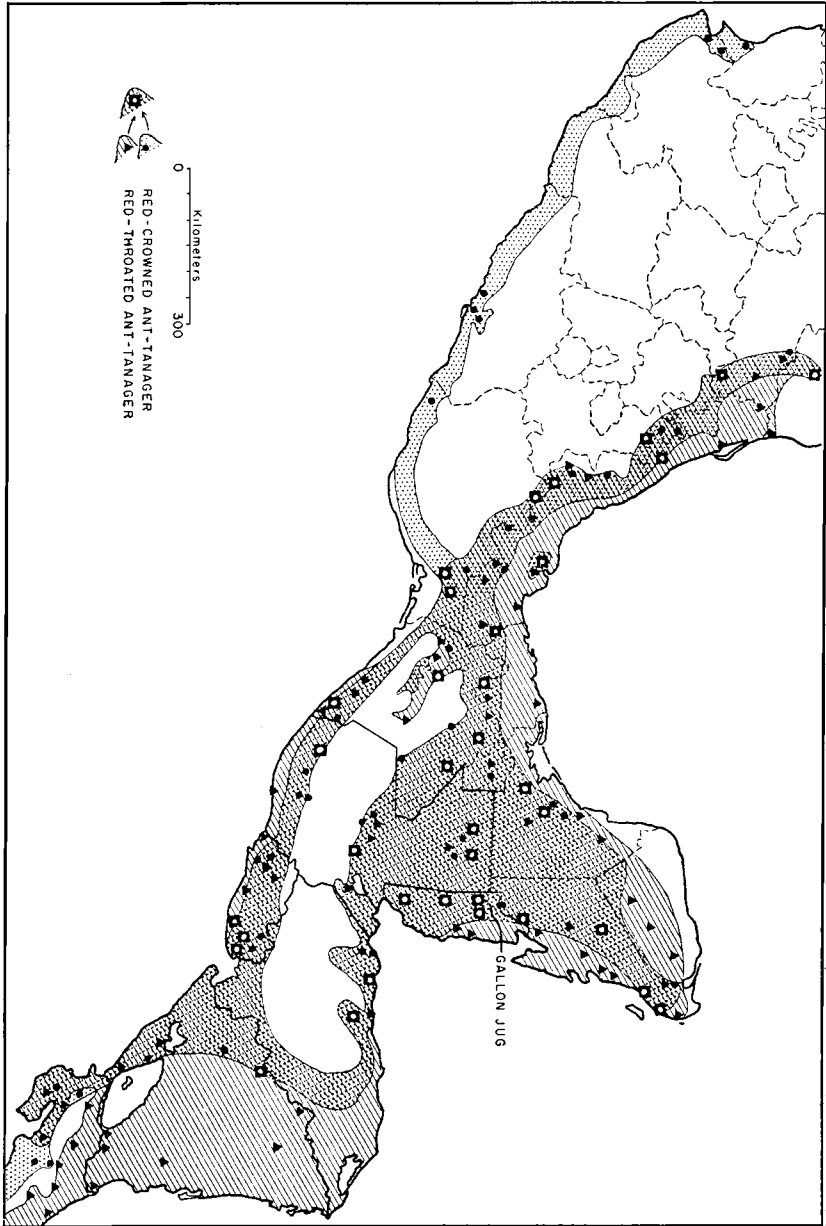 GALLON JUG
0
300
Kilometers
RED-CROWNED ANT-TANAGER
RED-THROATED ANT-TANAGER